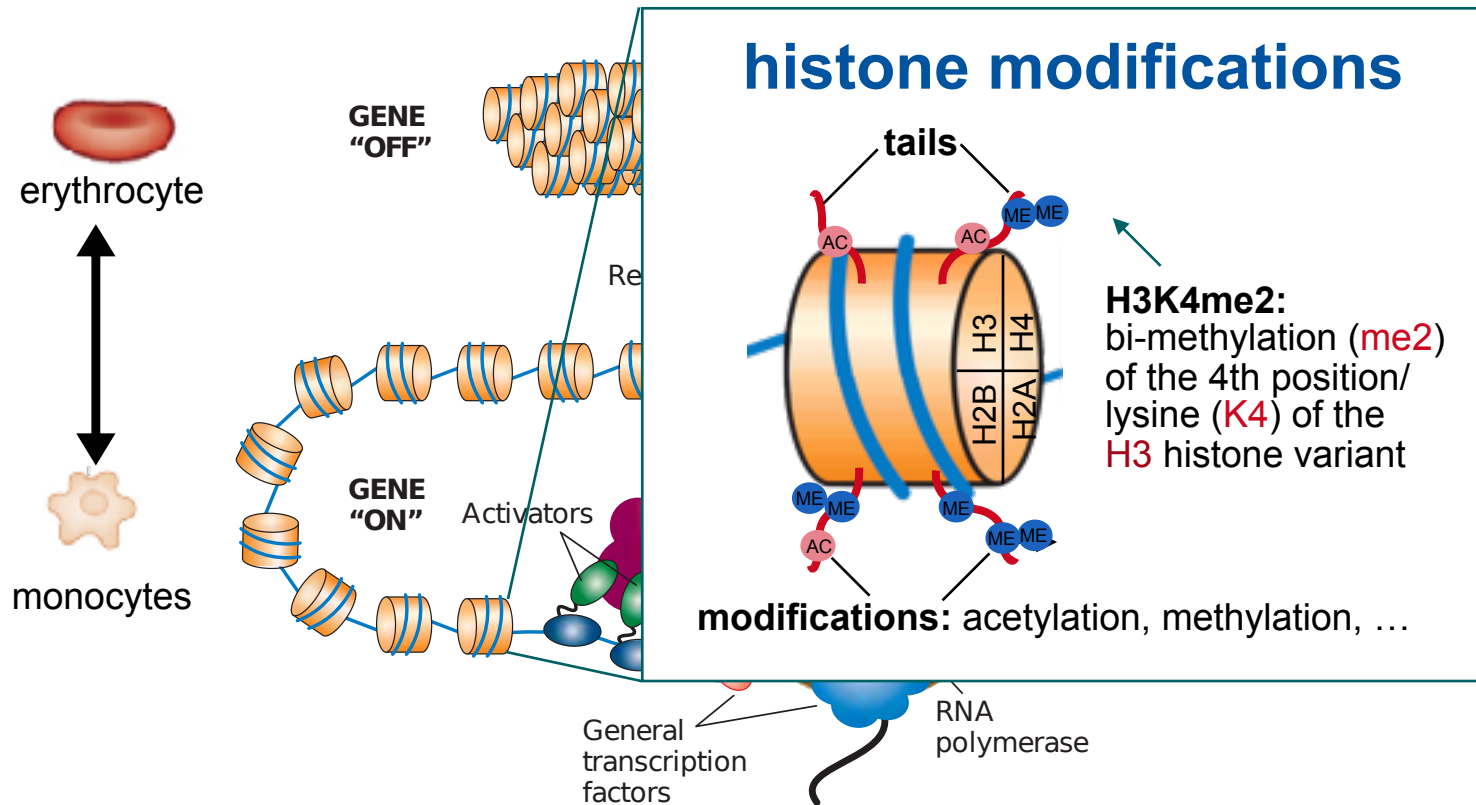 histone modifications
GENE
“OFF”
tails
erythrocyte
ME ME
AC
AC
Re
H3K4me2:
bi-methylation (me2)
of the 4th position/
lysine (K4) of the
H3 histone variant
H3
H4
H2B
H2A
GENE
“ON”
Activators
ME
ME
AC
ME
ME
ME
monocytes
modifications: acetylation, methylation, …
General
transcription
factors
RNA
polymerase